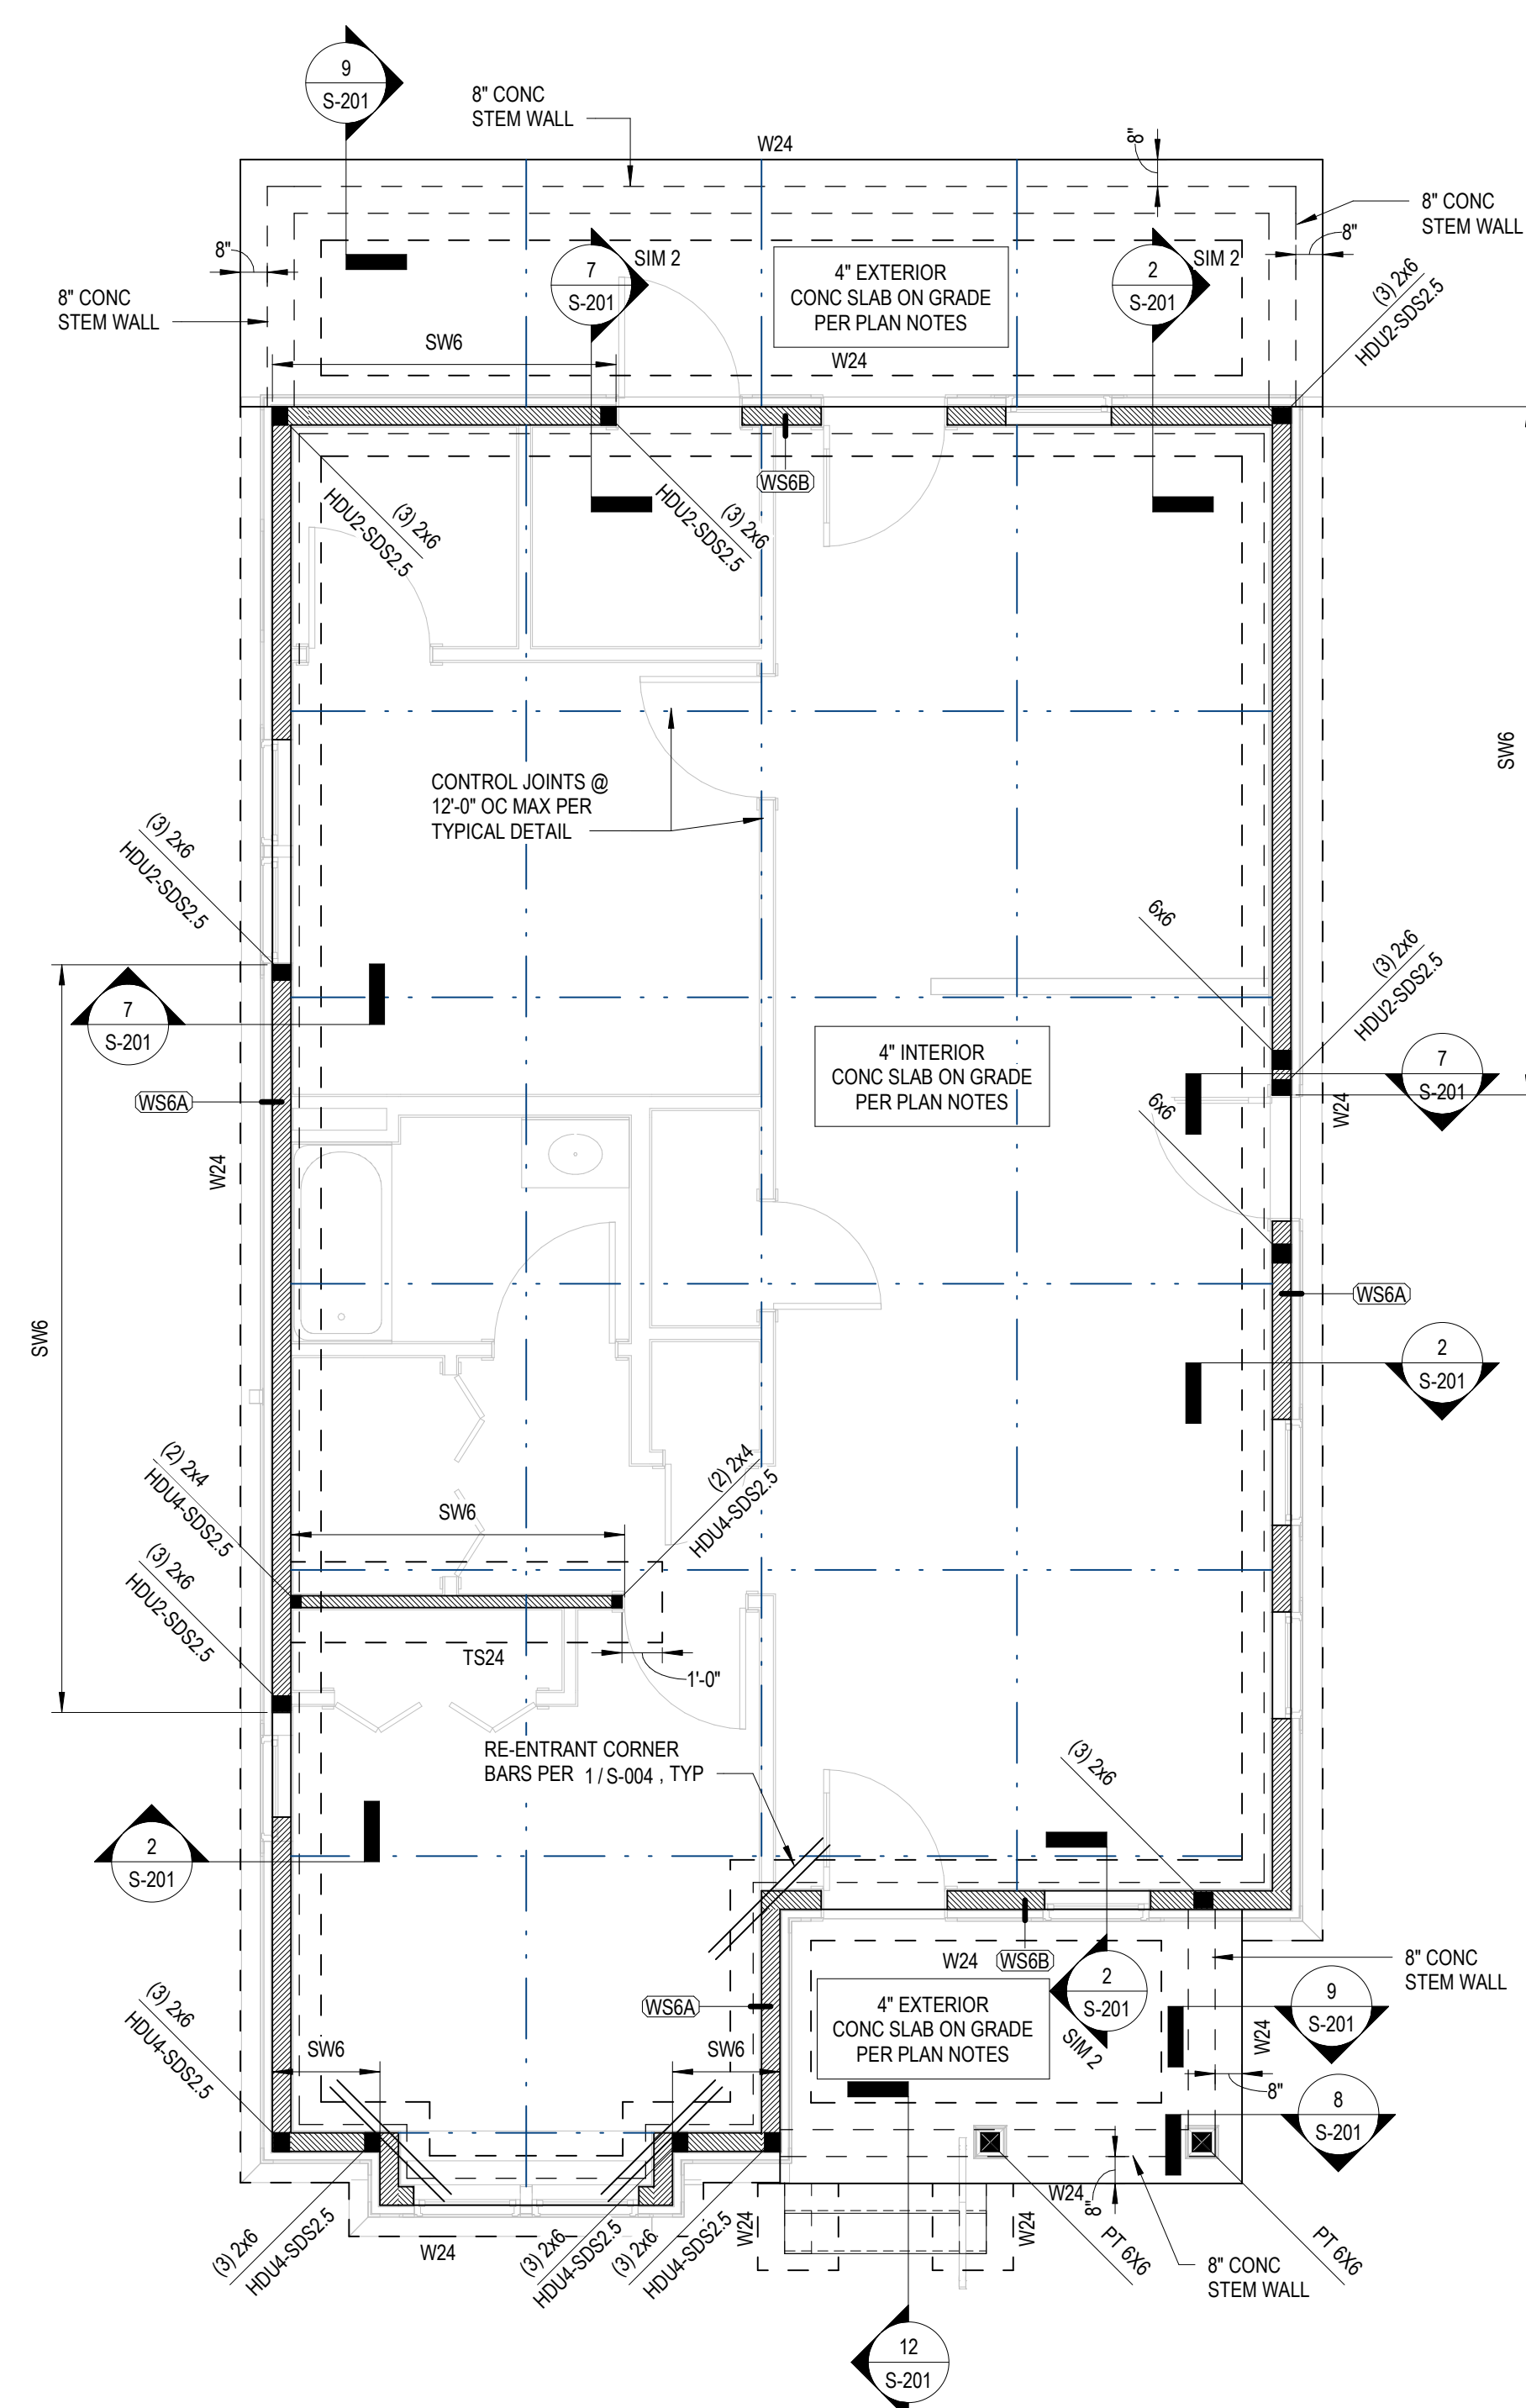 9
S-201
8" CONC
STEM WALL
W24
8"
8" CONC
STEM WALL
8"
8"
8" CONC
STEM WALL
7
S-201
SIM 2
4" EXTERIOR
CONC SLAB ON GRADE
PER PLAN NOTES
2
S-201
SIM 2
(3) 2x6
HDU2-SDS2.5
SW6
W24
(3) 2x6
HDU2-SDS2.5
(3) 2x6
HDU2-SDS2.5
WS6B
SW6
CONTROL JOINTS @
12'-0" OC MAX PER
TYPICAL DETAIL
(3) 2x6
HDU2-SDS2.5
6x6
(3) 2x6
HDU2-SDS2.5
7
S-201
4" INTERIOR
CONC SLAB ON GRADE
PER PLAN NOTES
7
S-201
WS6A
6x6
W24
W24
WS6A
SW6
2
S-201
(2) 2x4
HDU4-SDS2.5
(2) 2x4
HDU4-SDS2.5
SW6
(3) 2x6
HDU2-SDS2.5
TS24
1'-0"
RE-ENTRANT CORNER
BARS PER 1 / S-004 , TYP
(3) 2x6
2
S-201
W24
WS6B
2
S-201
SIM 2
8" CONC
STEM WALL
(3) 2x6
HDU4-SDS2.5
WS6A
4" EXTERIOR
CONC SLAB ON GRADE
PER PLAN NOTES
9
S-201
W24
SW6
SW6
8"
8
S-201
W24
8"
(3) 2x6
HDU4-SDS2.5
W24
(3) 2x6
HDU4-SDS2.5
(3) 2x6
HDU4-SDS2.5
W24
W24
PT 6X6
8" CONC
STEM WALL
PT 6X6
12
S-201